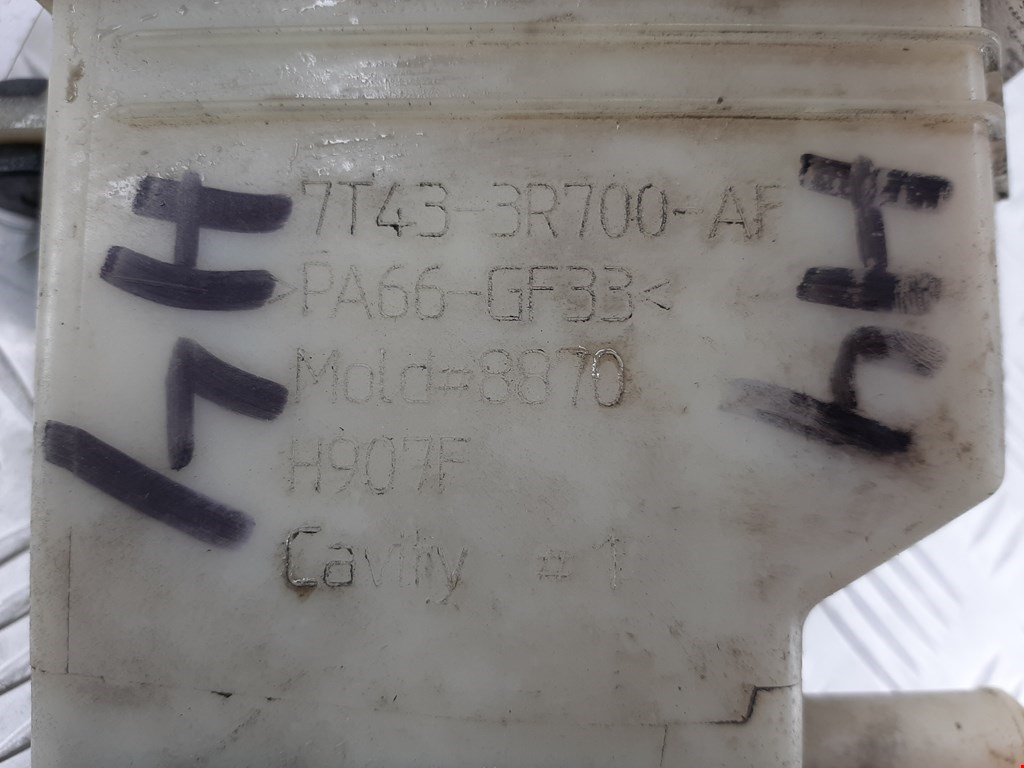 7T43-3R700-AF
>PA66-GF33<
Mold=8870
H907F
Cavity = 1